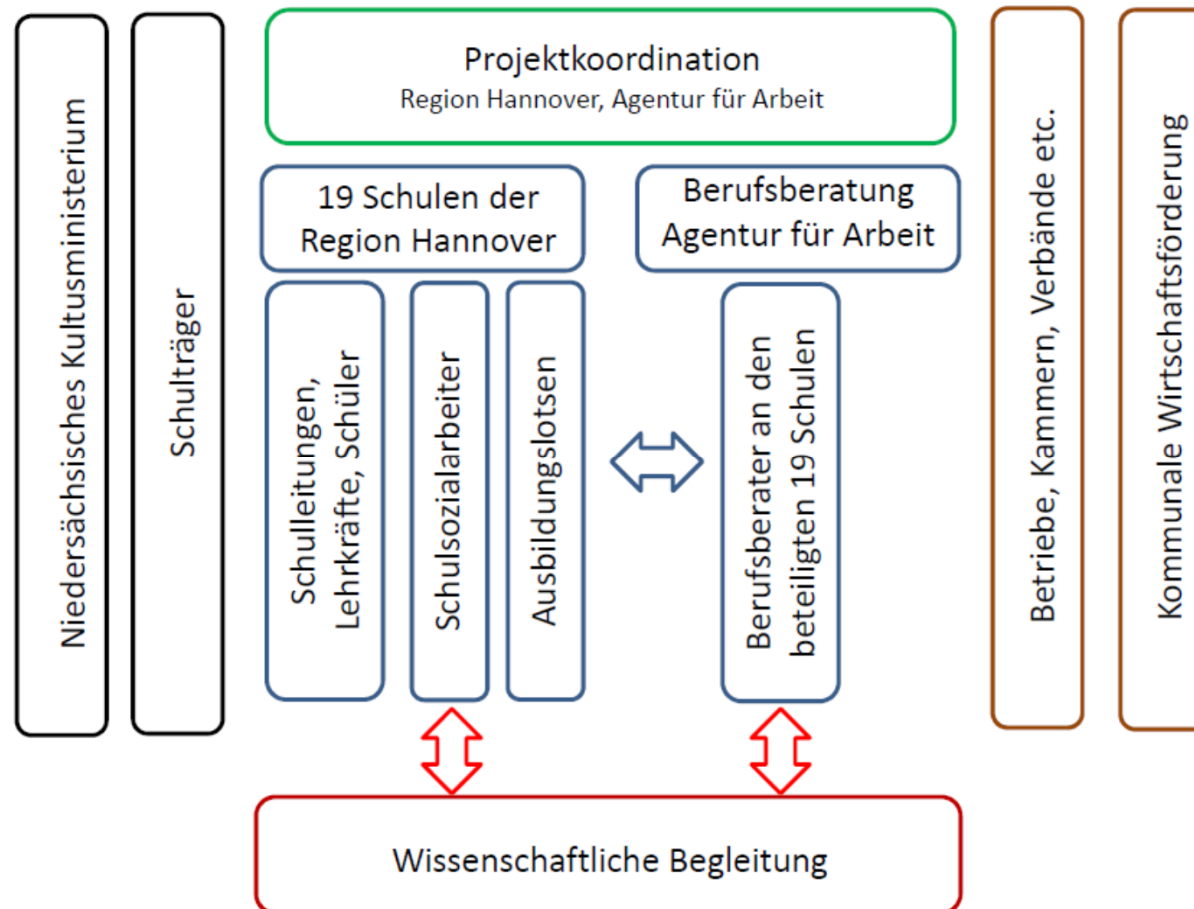 Niedersächsisches Kultusministerium
Schulträger
Projektkoordination
Region Hannover, Agentur für Arbeit
19 Schulen der
Region Hannover
Berufsberatung
Agentur für Arbeit
Schulleitungen,
Lehrkräfte, Schüler
Schulsozialarbeiter
Ausbildungslotsen
Berufsberater an den
beteiligten 19 Schulen
Betriebe, Kammern, Verbände etc.
Kommunale Wirtschaftsförderung
Wissenschaftliche Begleitung